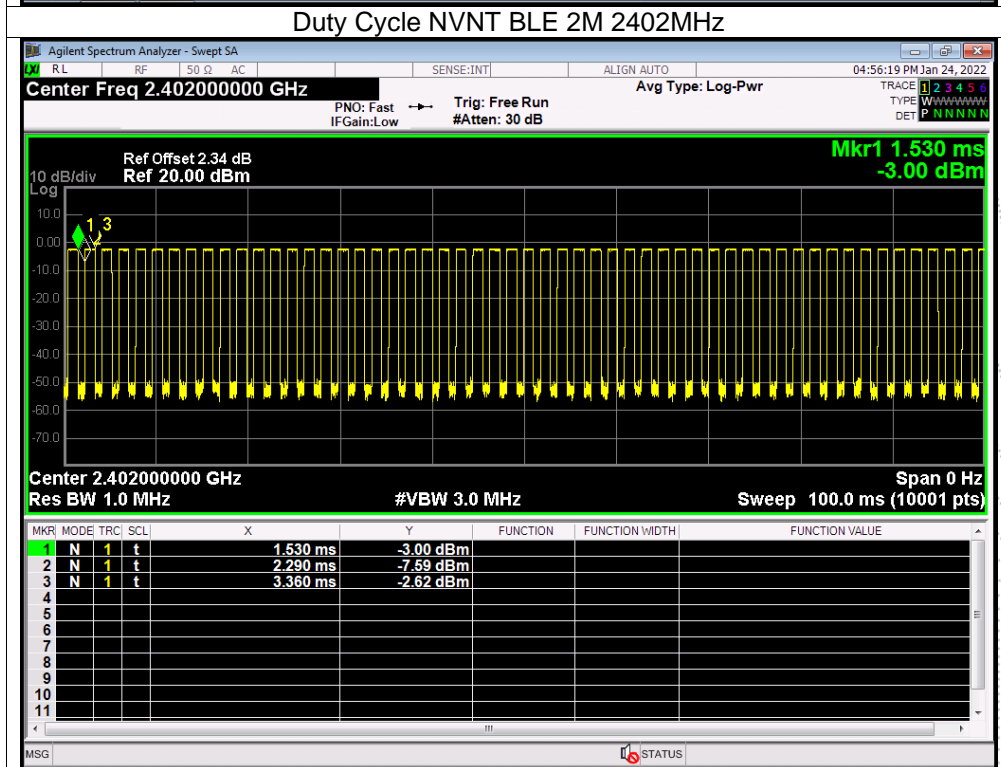 Duty Cycle NVNT BLE 2M 2402MHz
Agilent Spectrum Analyzer - Swept SA
LXI RL RF 50 Ω AC SENSE:INT ALIGN AUTO 04:56:19 PM Jan 24, 2022
Center Freq 2.402000000 GHz Avg Type: Log-Pwr TRACE 1 2 3 4 5 6
PNO: Fast Trig: Free Run TYPE WWWWWW
IFGain:Low #Atten: 30 dB DET P N N N N N
Mkr1 1.530 ms
Ref Offset 2.34 dB
10 dB/div Ref 20.00 dBm -3.00 dBm
Log
10.0
1 3
0.00
-10.0
-20.0
-30.0
-40.0
-50.0
-60.0
-70.0
Center 2.402000000 GHz Span 0 Hz
Res BW 1.0 MHz #VBW 3.0 MHz Sweep 100.0 ms (10001 pts)
MKR MODE TRC SCL X Y FUNCTION FUNCTION WIDTH FUNCTION VALUE
1 N 1 t 1.530 ms -3.00 dBm
2 N 1 t 2.290 ms -7.59 dBm
3 N 1 t 3.360 ms -2.62 dBm
4
5
6
7
8
9
10
11
MSG STATUS